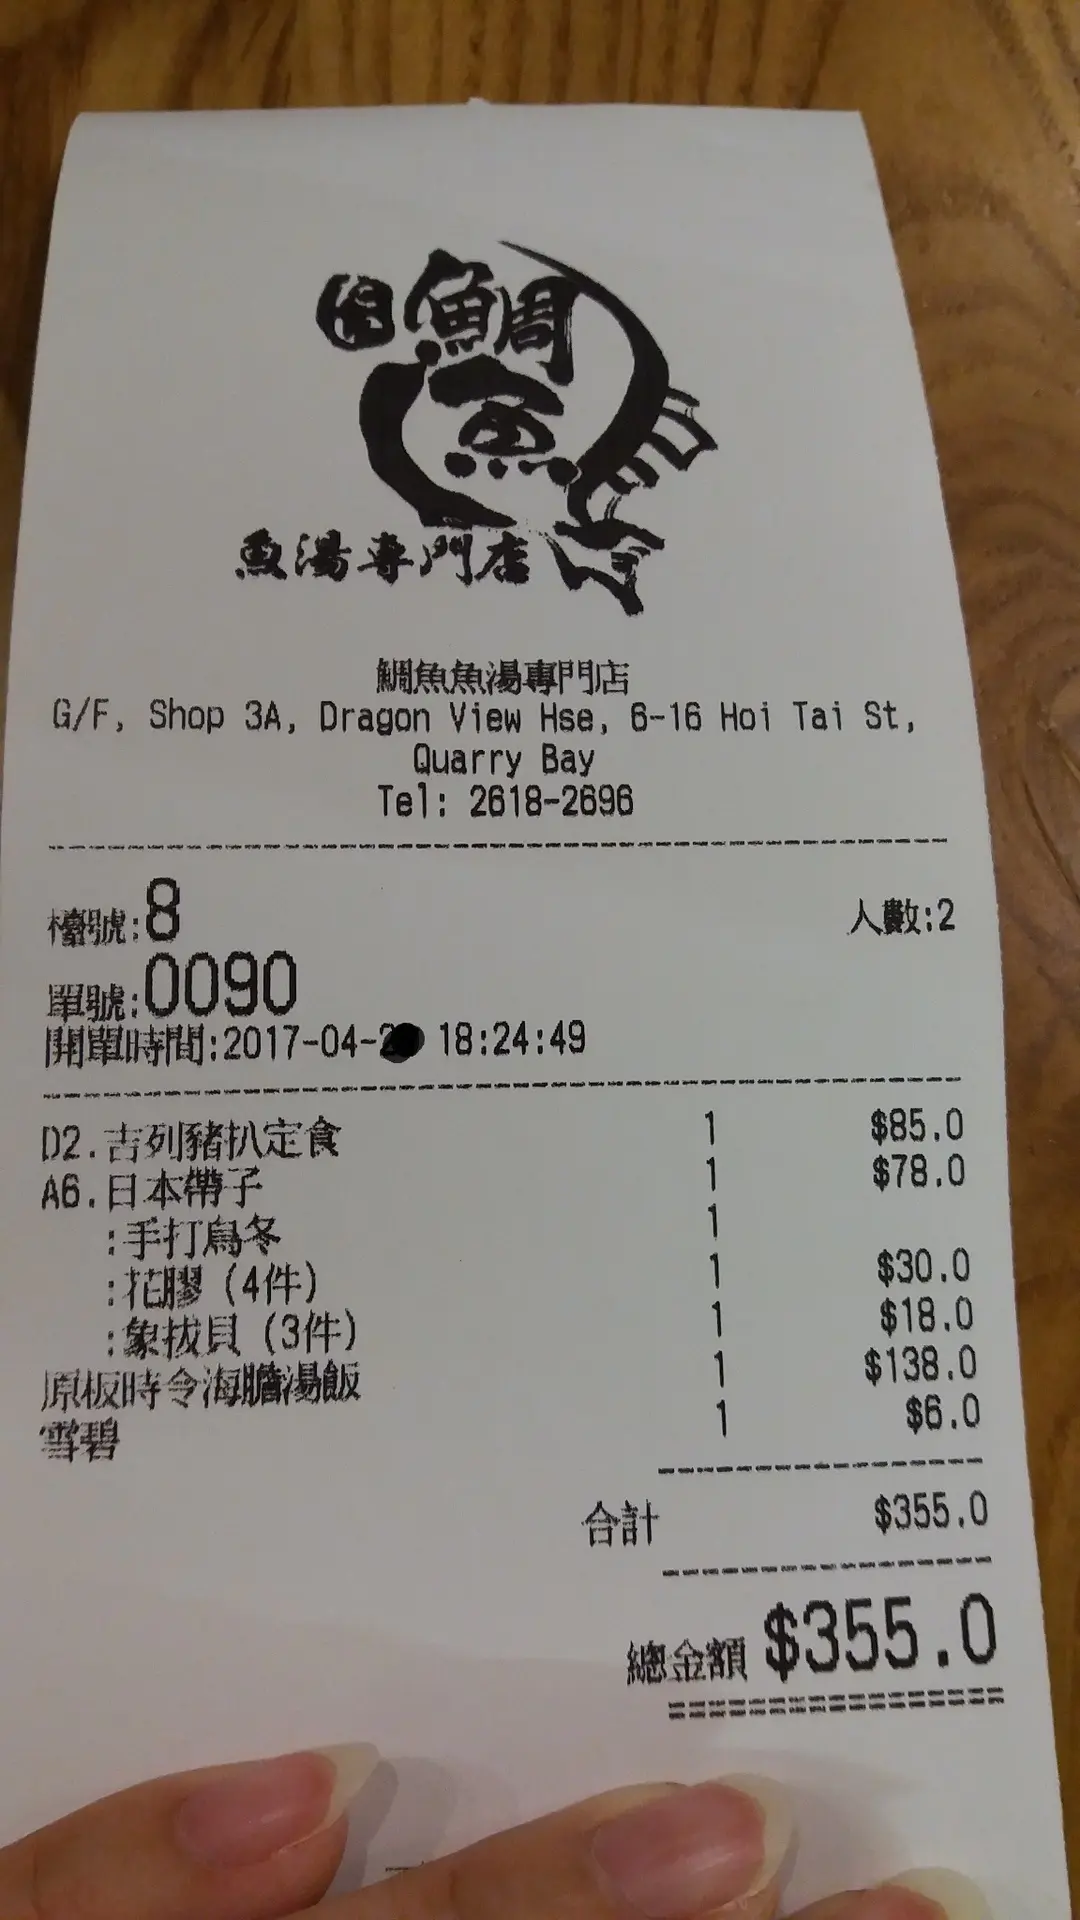 鯛
魚
魚湯專門店
鯛魚魚湯專門店
G/F, Shop 3A, Dragon View Hse, 6-16 Hoi Tai St,
Quarry Bay
Tel: 2618-2696
檯號:8 人數:2
單號:0090
開單時間:2017-04-2 18:24:49
D2.吉列豬扒定食 1 $85.0
A6.日本帶子 1 $78.0
:手打烏冬 1
:花膠(4件) 1 $30.0
:象拔貝(3件) 1 $18.0
原板時令海膽湯飯 1 $138.0
雪碧 1 $6.0
合計 $355.0
總金額 $355.0